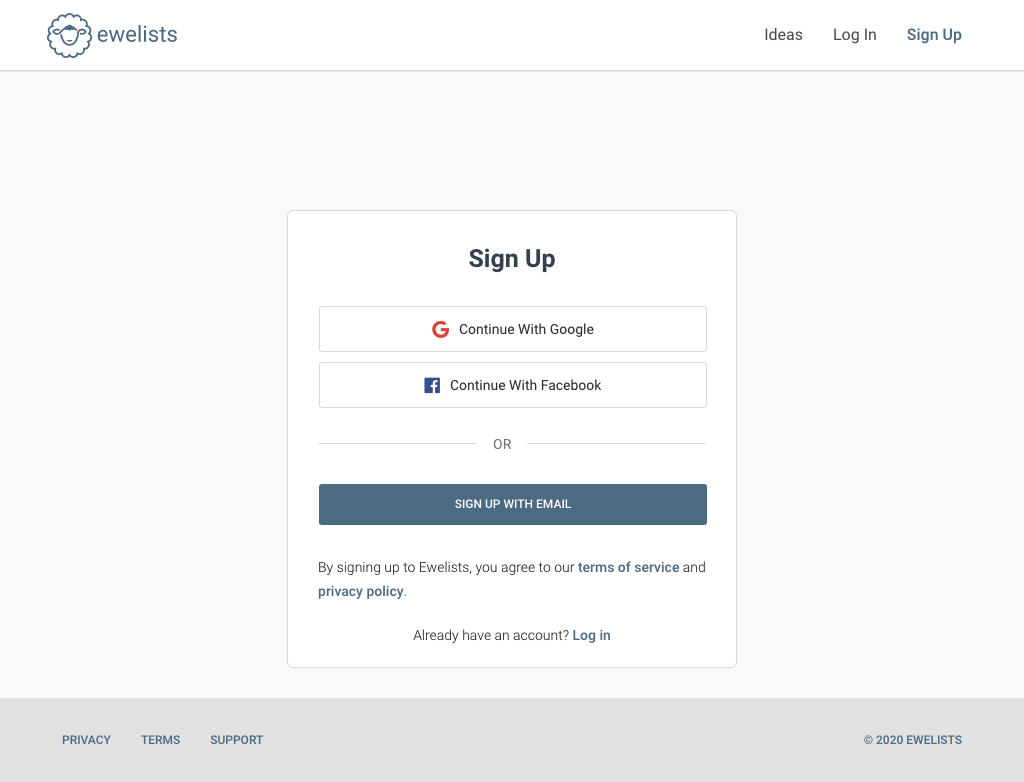 ewelists
Ideas
Log In
Sign Up
Sign Up
Continue With Google
Continue With Facebook
OR
SIGN UP WITH EMAIL
By signing up to Ewelists, you agree to our terms of service and
privacy policy.
Already have an account? Log in
PRIVACY
TERMS
SUPPORT
© 2020 EWELISTS